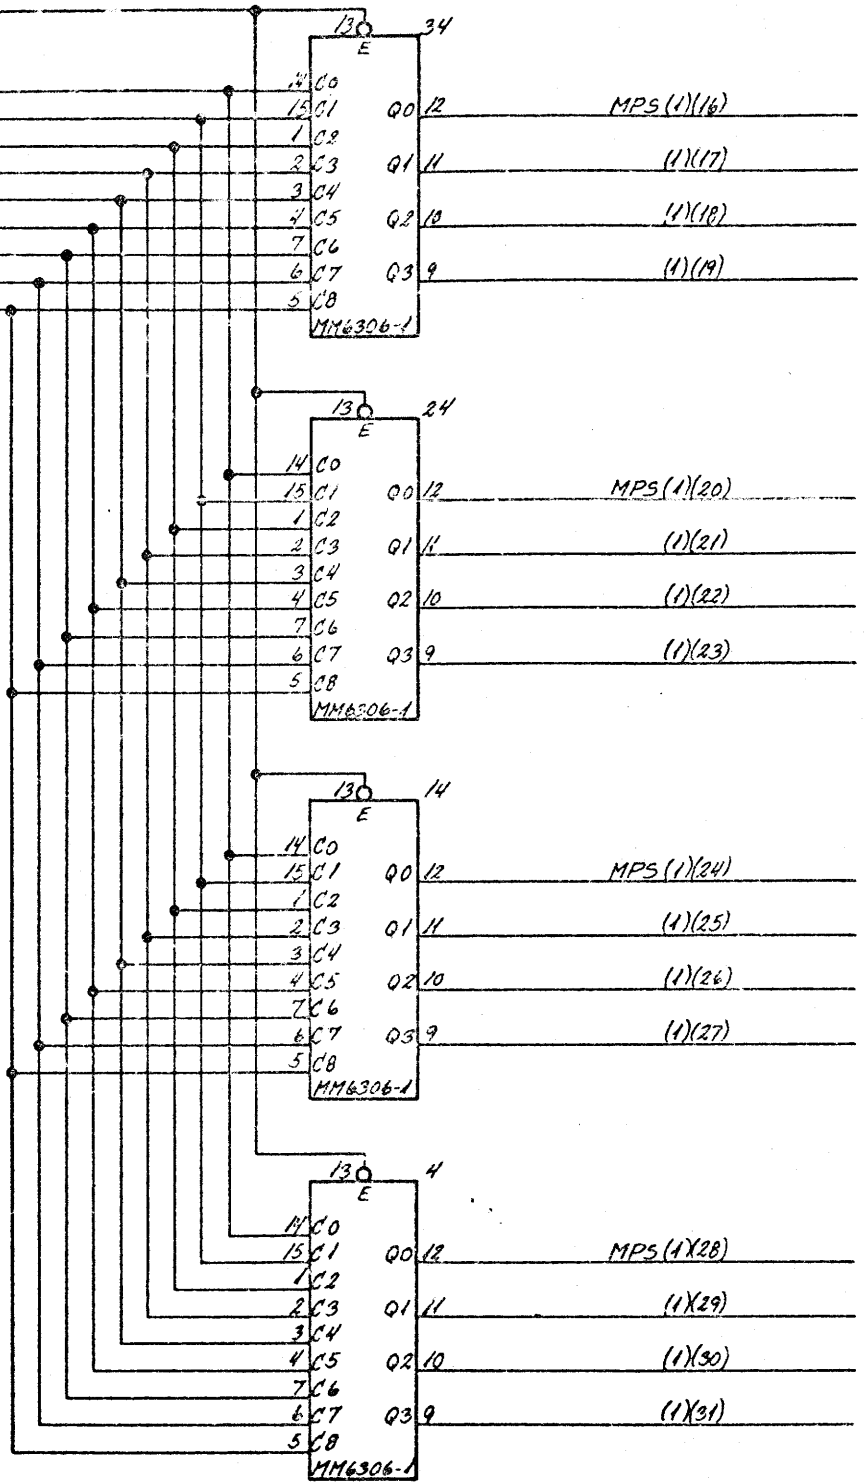 13 34
E
14 C0
15 C1 Q0 12 MPS(1)(16)
1 C2
2 C3 Q1 11 (1)(17)
3 C4
4 C5 Q2 10 (1)(18)
7 C6
6 C7 Q3 9 (1)(19)
5 C8
MM6306-1
13 24
E
14 C0
15 C1 Q0 12 MPS(1)(20)
1 C2
2 C3 Q1 11 (1)(21)
3 C4
4 C5 Q2 10 (1)(22)
7 C6
6 C7 Q3 9 (1)(23)
5 C8
MM6306-1
13 14
E
14 C0
15 C1 Q0 12 MPS(1)(24)
1 C2
2 C3 Q1 11 (1)(25)
3 C4
4 C5 Q2 10 (1)(26)
7 C6
6 C7 Q3 9 (1)(27)
5 C8
MM6306-1
13 4
E
14 C0
15 C1 Q0 12 MPS(1)(28)
1 C2
2 C3 Q1 11 (1)(29)
3 C4
4 C5 Q2 10 (1)(30)
7 C6
6 C7 Q3 9 (1)(31)
5 C8
MM6306-1